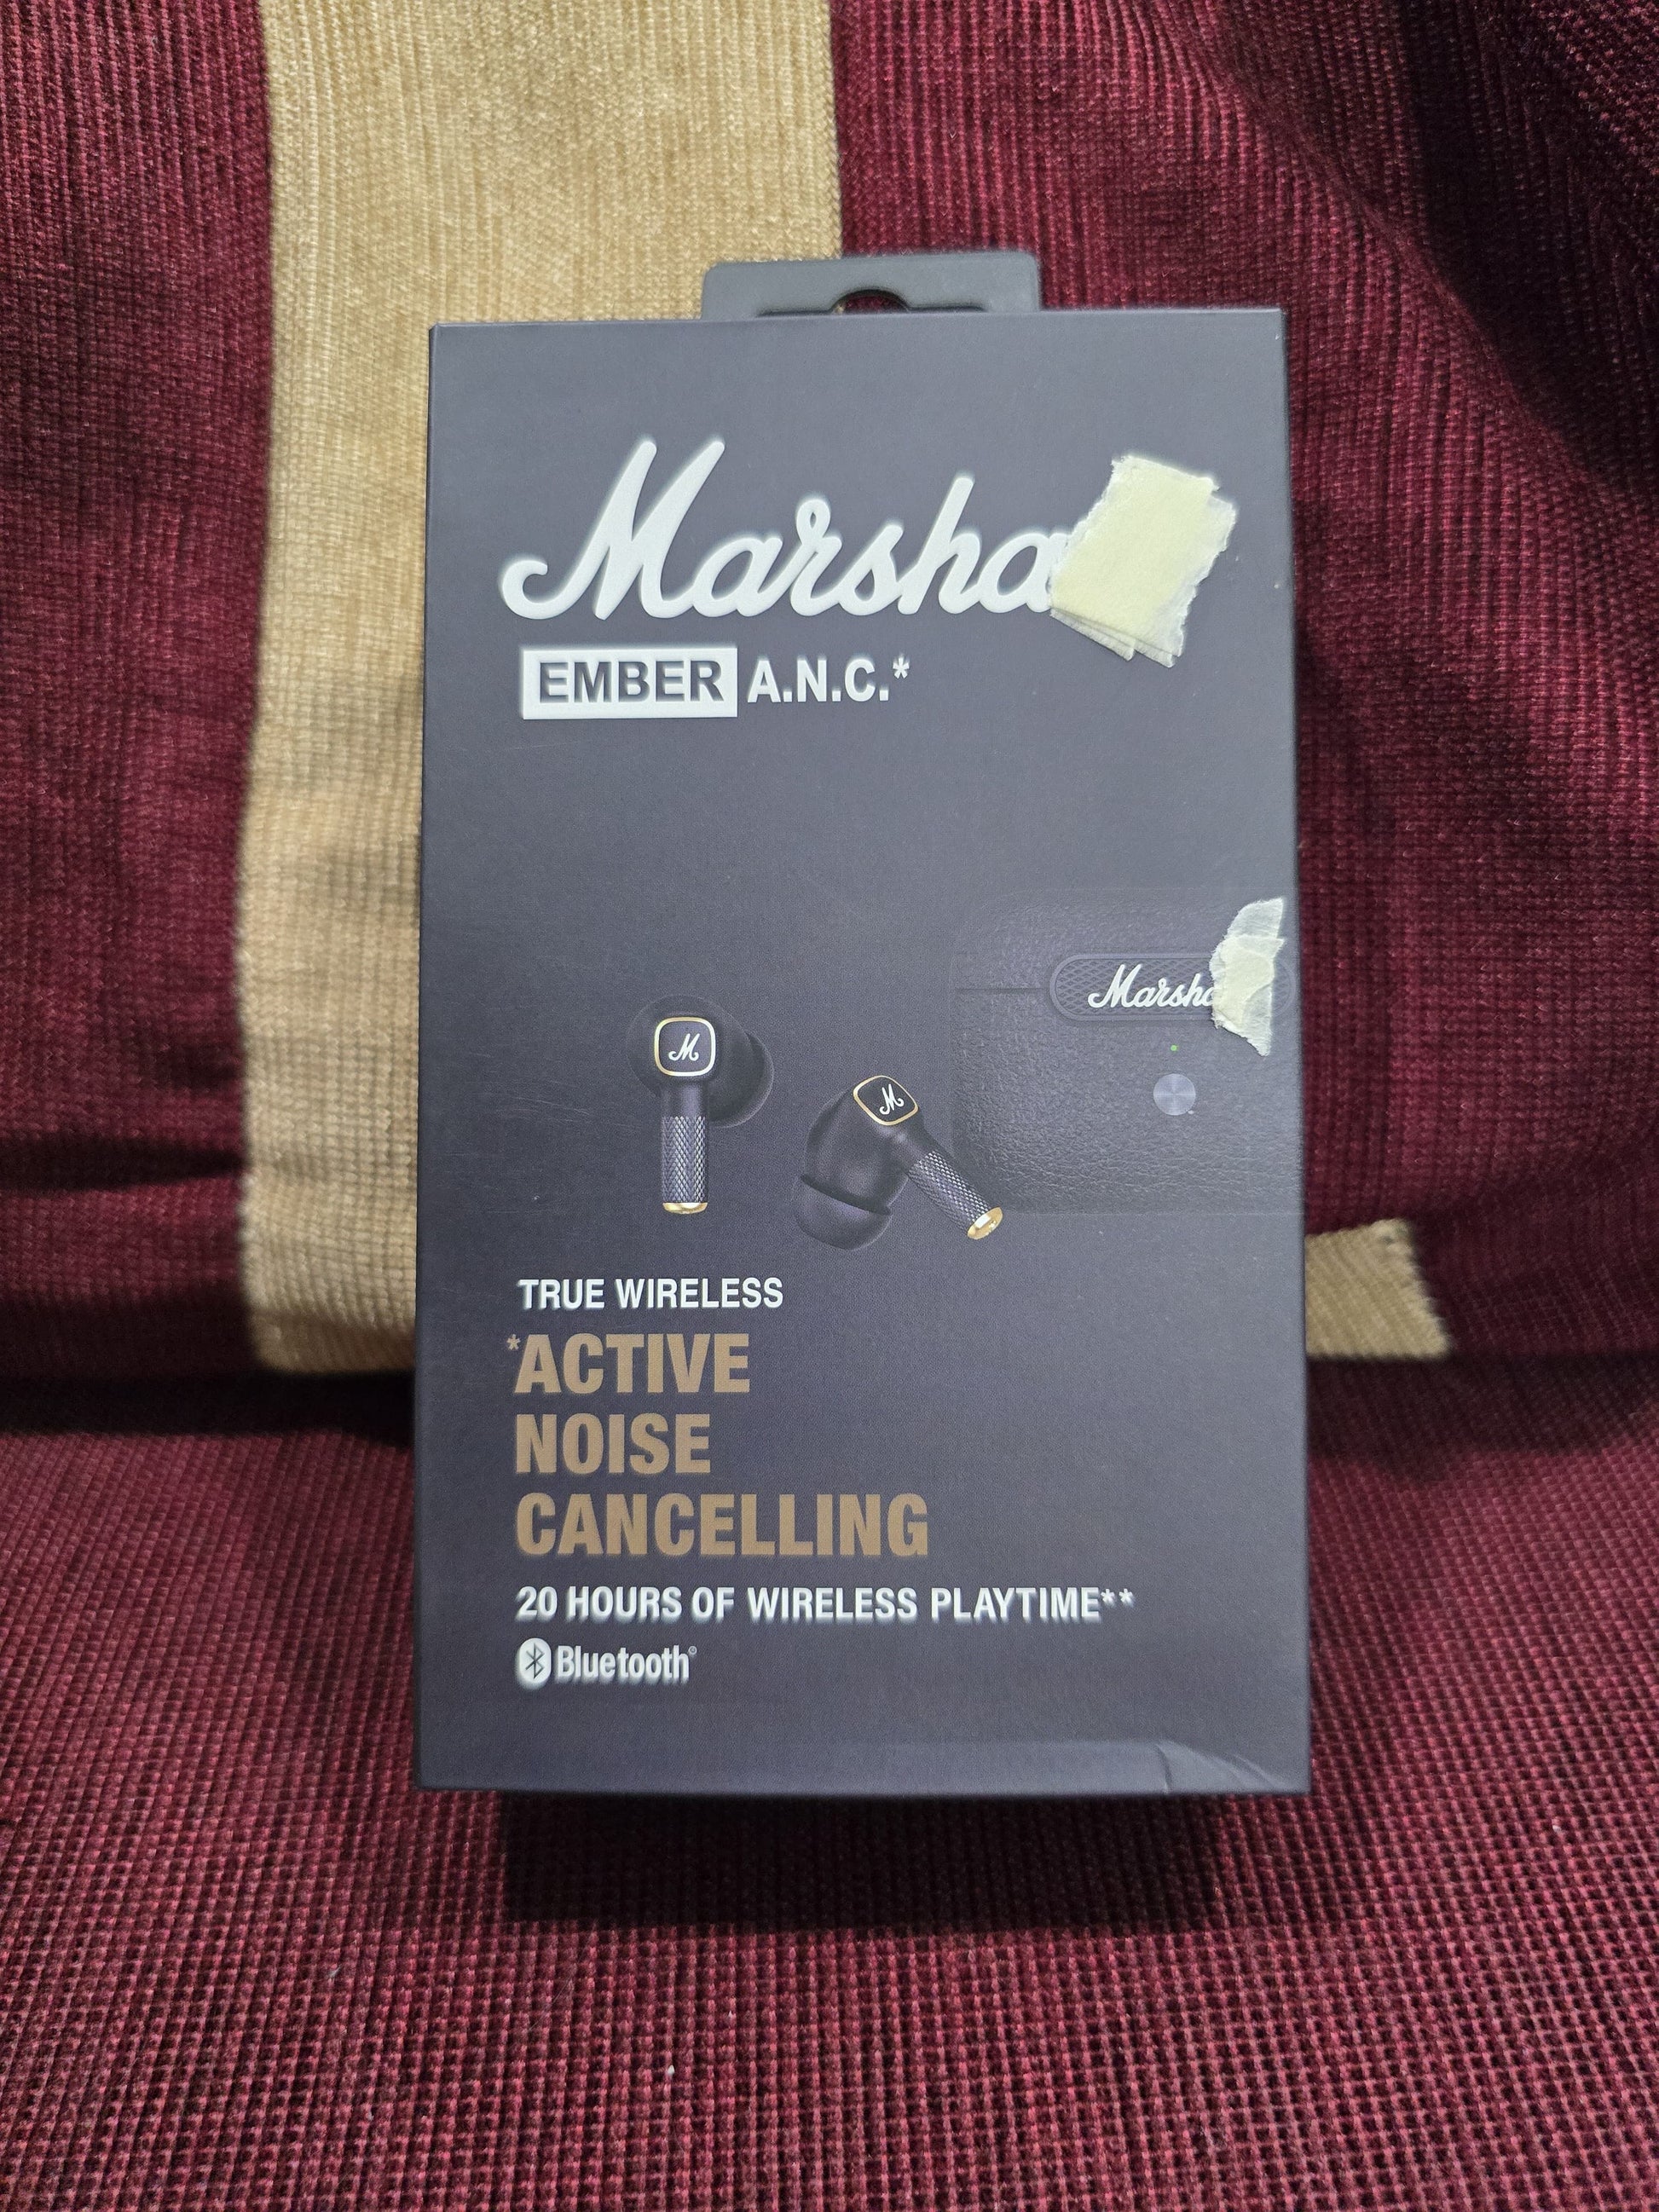 Marsha
EMBER A.N.C.*
Marsha
M
M
TRUE WIRELESS
*ACTIVE
NOISE
CANCELLING
20 HOURS OF WIRELESS PLAYTIME**
Bluetooth®